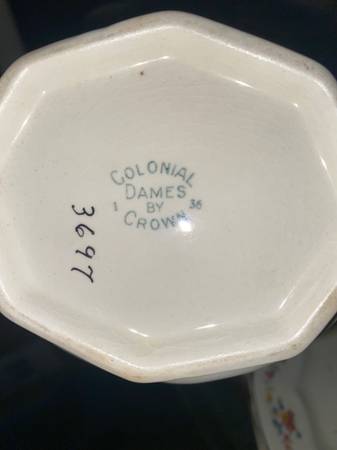 COLONIAL
DAMES
1 BY 36
CROWN
3697